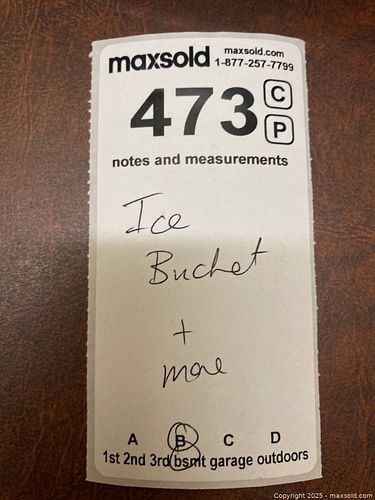 maxsold maxsold.com
1-877-257-7799
473 C
P
notes and measurements
Ice
Bucket
+
more
A B C D
1st 2nd 3rd bsmt garage outdoors
Copyright 2025 - maxsold.com